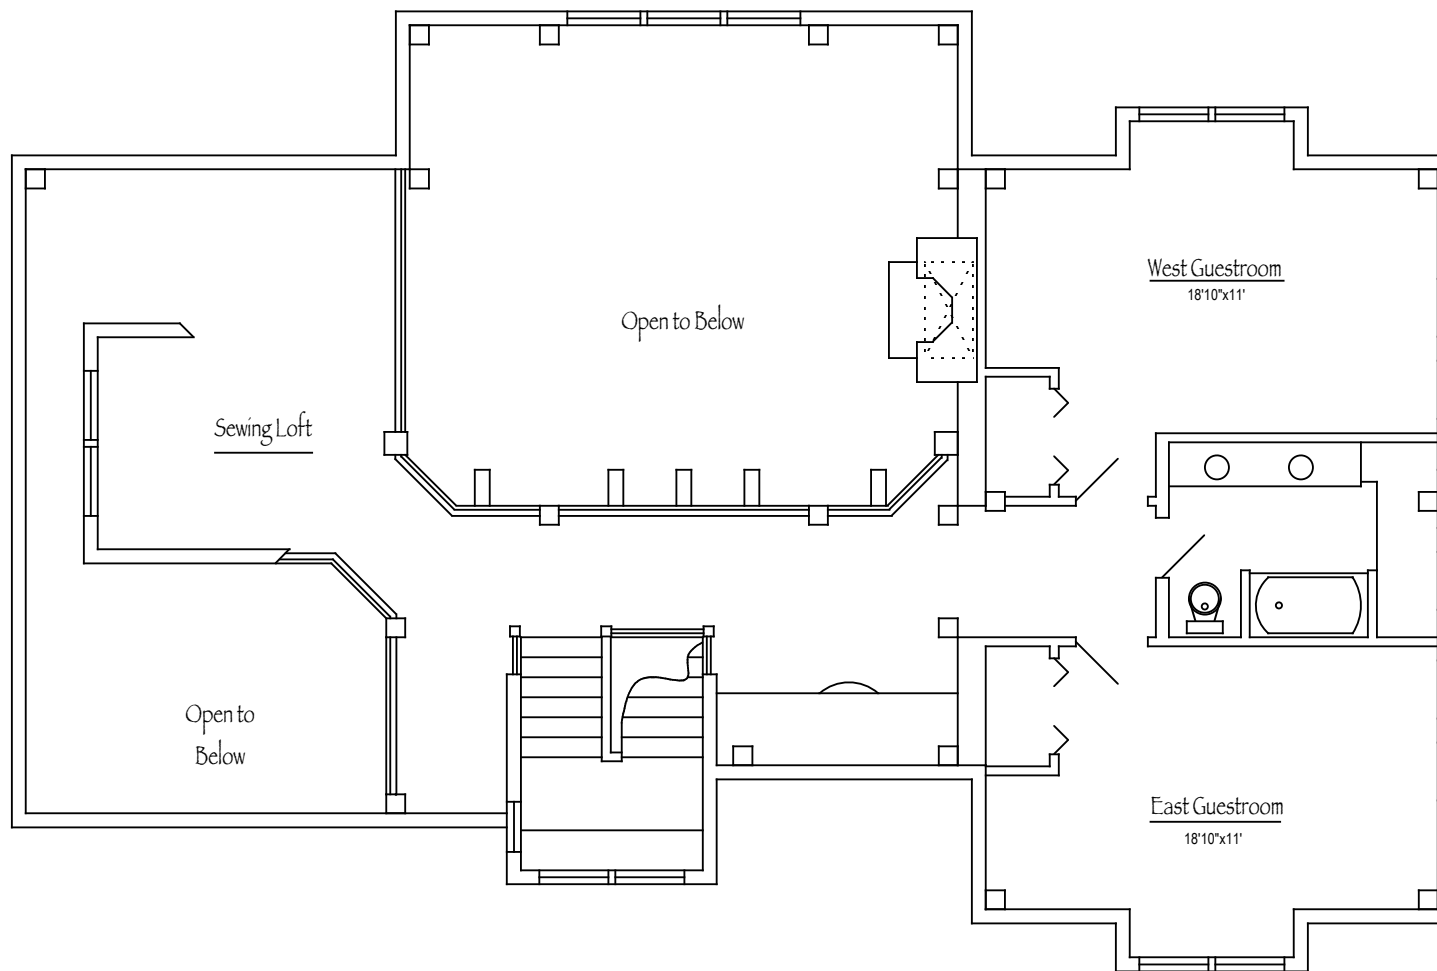 West Guestroom
18'10"x11'
Open to Below
Sewing Loft
Open to
Below
East Guestroom
18'10"x11'